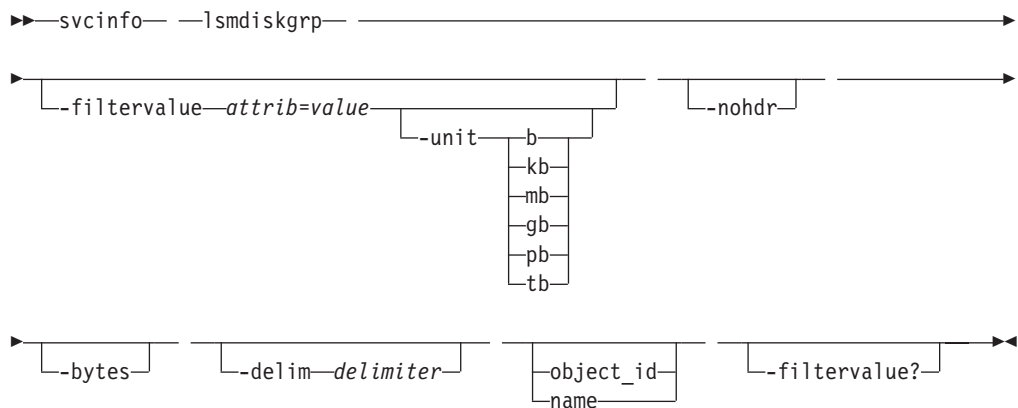 svcinfo lsmdiskgrp
-filtervalue attrib=value -nohdr
-unit b
kb
mb
gb
pb
tb
-bytes -delim delimiter object_id -filtervalue?
name